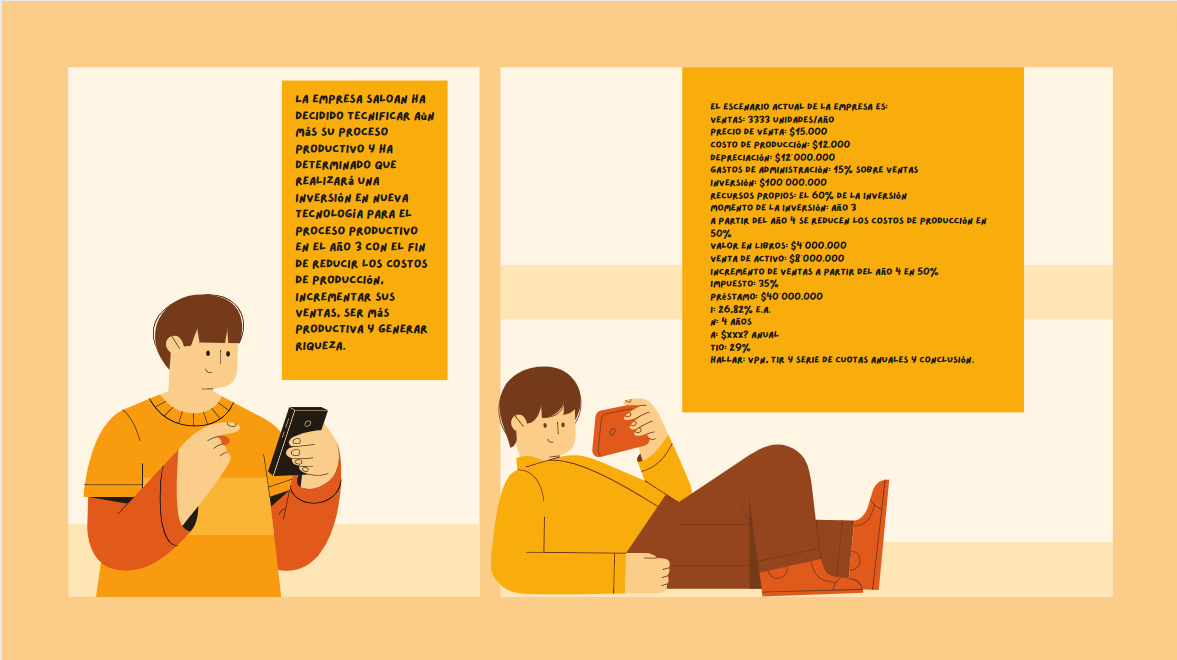 LA EMPRESA SALOAN HA
DECIDIDO TECNIFICAR AÚN
MÁS SU PROCESO
PRODUCTIVO Y HA
DETERMINADO QUE
REALIZARÁ UNA
INVERSIÓN EN NUEVA
TECNOLOGÍA PARA EL
PROCESO PRODUCTIVO
EN EL AÑO 3 CON EL FIN
DE REDUCIR LOS COSTOS
DE PRODUCCIÓN,
INCREMENTAR SUS
VENTAS, SER MÁS
PRODUCTIVA Y GENERAR
RIQUEZA.
EL ESCENARIO ACTUAL DE LA EMPRESA ES:
VENTAS: 3333 UNIDADES/AÑO
PRECIO DE VENTA: $15.000
COSTO DE PRODUCCIÓN: $12.000
DEPRECIACIÓN: $12´000.000
GASTOS DE ADMINISTRACIÓN: 15% SOBRE VENTAS
INVERSIÓN: $100´000.000
RECURSOS PROPIOS: EL 60% DE LA INVERSIÓN
MOMENTO DE LA INVERSIÓN: AÑO 3
A PARTIR DEL AÑO 4 SE REDUCEN LOS COSTOS DE PRODUCCIÓN EN
50%
VALOR EN LIBROS: $4´000.000
VENTA DE ACTIVO: $8´000.000
INCREMENTO DE VENTAS A PARTIR DEL AÑO 4 EN 50%
IMPUESTO: 35%
PRÉSTAMO: $40´000.000
I: 26,82% E.A.
N: 4 AÑOS
A: $XXX? ANUAL
TIO: 29%
HALLAR: VPN, TIR Y SERIE DE CUOTAS ANUALES Y CONCLUSIÓN.